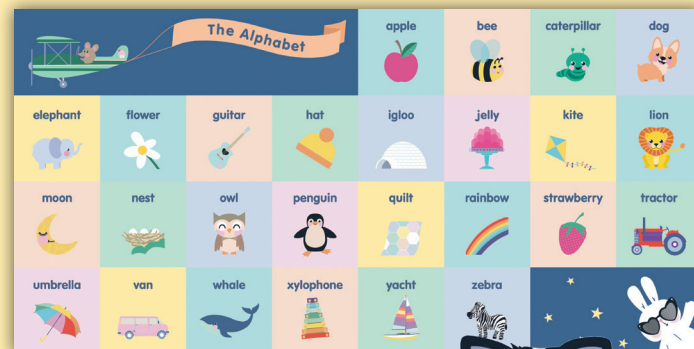 The Alphabet
apple bee caterpillar dog
elephant flower guitar hat igloo jelly kite lion
moon nest owl penguin quilt rainbow strawberry tractor
umbrella van whale xylophone yacht zebra